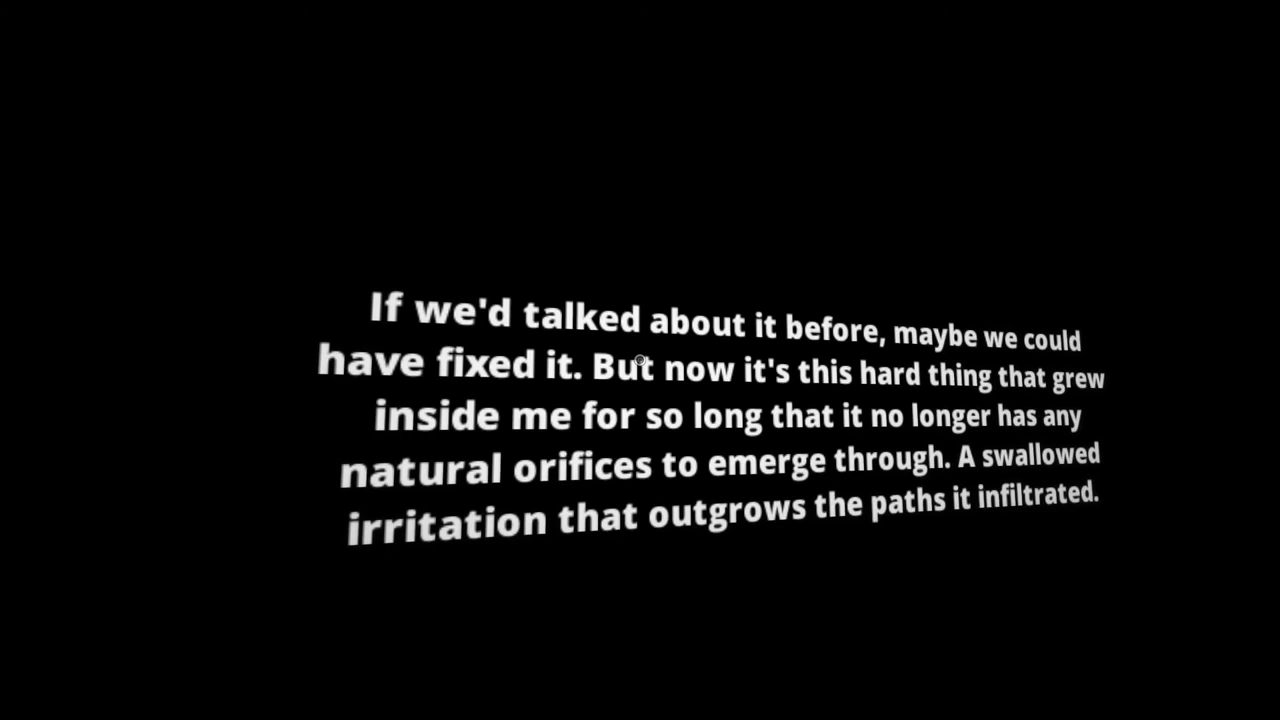 If we'd talked about it before, maybe we could
have fixed it. But now it's this hard thing that grew
inside me for so long that it no longer has any
natural orifices to emerge through. A swallowed
irritation that outgrows the paths it infiltrated.